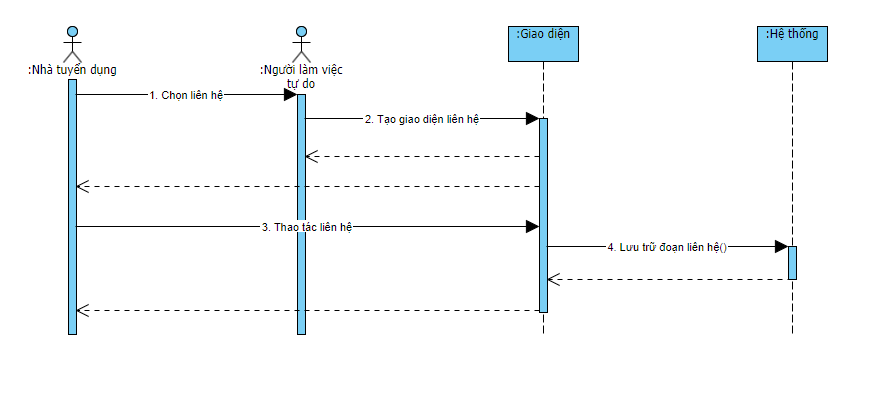 :Nhà tuyển dụng
:Người làm việc
tự do
:Giao diện
:Hệ thống
1. Chọn liên hệ
2. Tạo giao diện liên hệ
3. Thao tác liên hệ
4. Lưu trữ đoạn liên hệ()